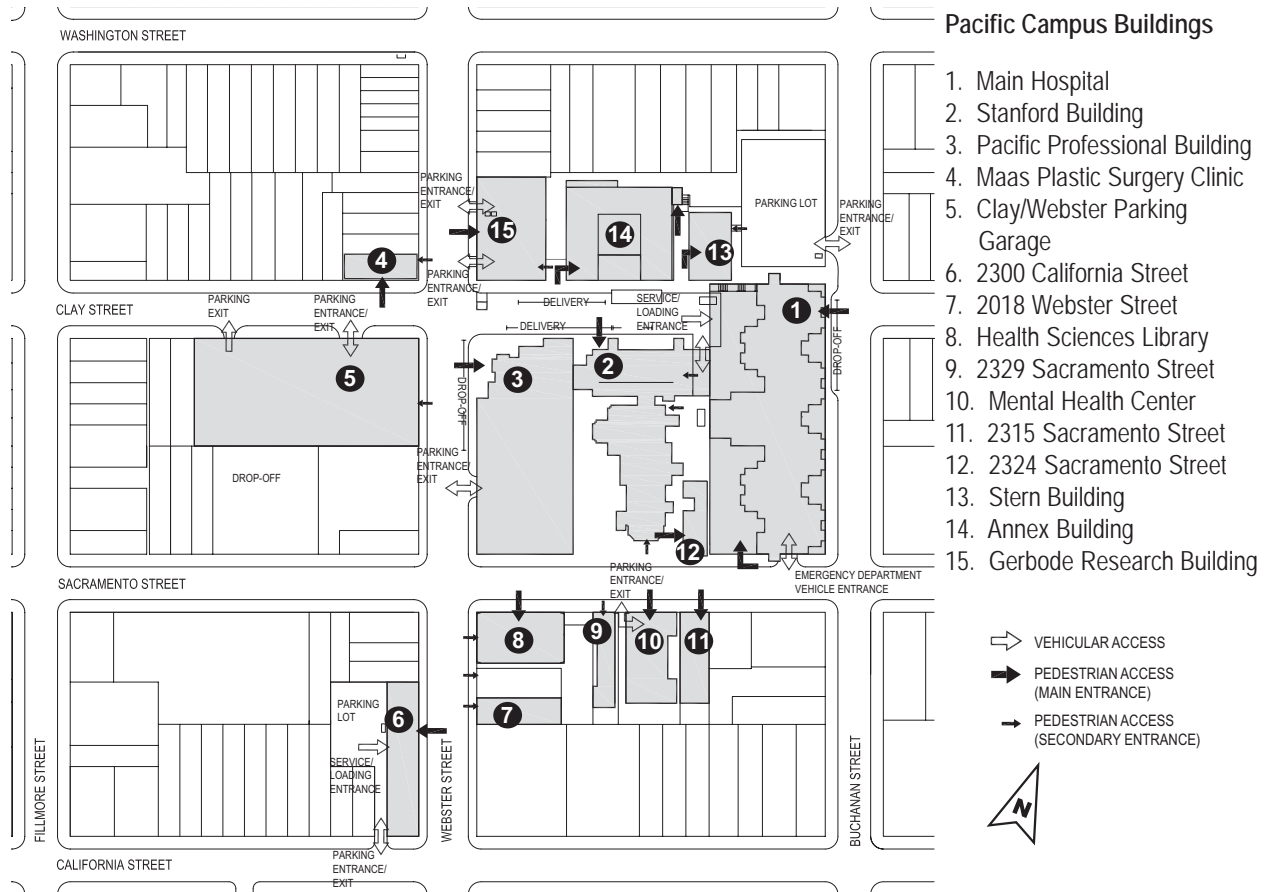 Pacific Campus Buildings
1. Main Hospital
2. Stanford Building
3. Pacific Professional Building
4. Maas Plastic Surgery Clinic
5. Clay/Webster Parking
Garage
6. 2300 California Street
7. 2018 Webster Street
8. Health Sciences Library
9. 2329 Sacramento Street
10. Mental Health Center
11. 2315 Sacramento Street
12. 2324 Sacramento Street
13. Stern Building
14. Annex Building
15. Gerbode Research Building
VEHICULAR ACCESS
PEDESTRIAN ACCESS
(MAIN ENTRANCE)
PEDESTRIAN ACCESS
(SECONDARY ENTRANCE)
N
WASHINGTON STREET
PARKING
ENTRANCE/
EXIT
15
14
13
PARKING LOT
PARKING
ENTRANCE/
EXIT
4
PARKING
ENTRANCE/
EXIT
CLAY STREET
PARKING
EXIT
PARKING
ENTRANCE/
EXIT
DELIVERY
DELIVERY
SERVICE/
LOADING
ENTRANCE
1
DROP-OFF
5
3
2
DROP-OFF
PARKING
ENTRANCE/
EXIT
DROP-OFF
12
SACRAMENTO STREET
PARKING
ENTRANCE/
EXIT
EMERGENCY DEPARTMENT
VEHICLE ENTRANCE
8
9
10
11
7
PARKING
LOT
6
SERVICE/
LOADING
ENTRANCE
FILLMORE STREET
WEBSTER STREET
BUCHANAN STREET
CALIFORNIA STREET
PARKING
ENTRANCE/
EXIT